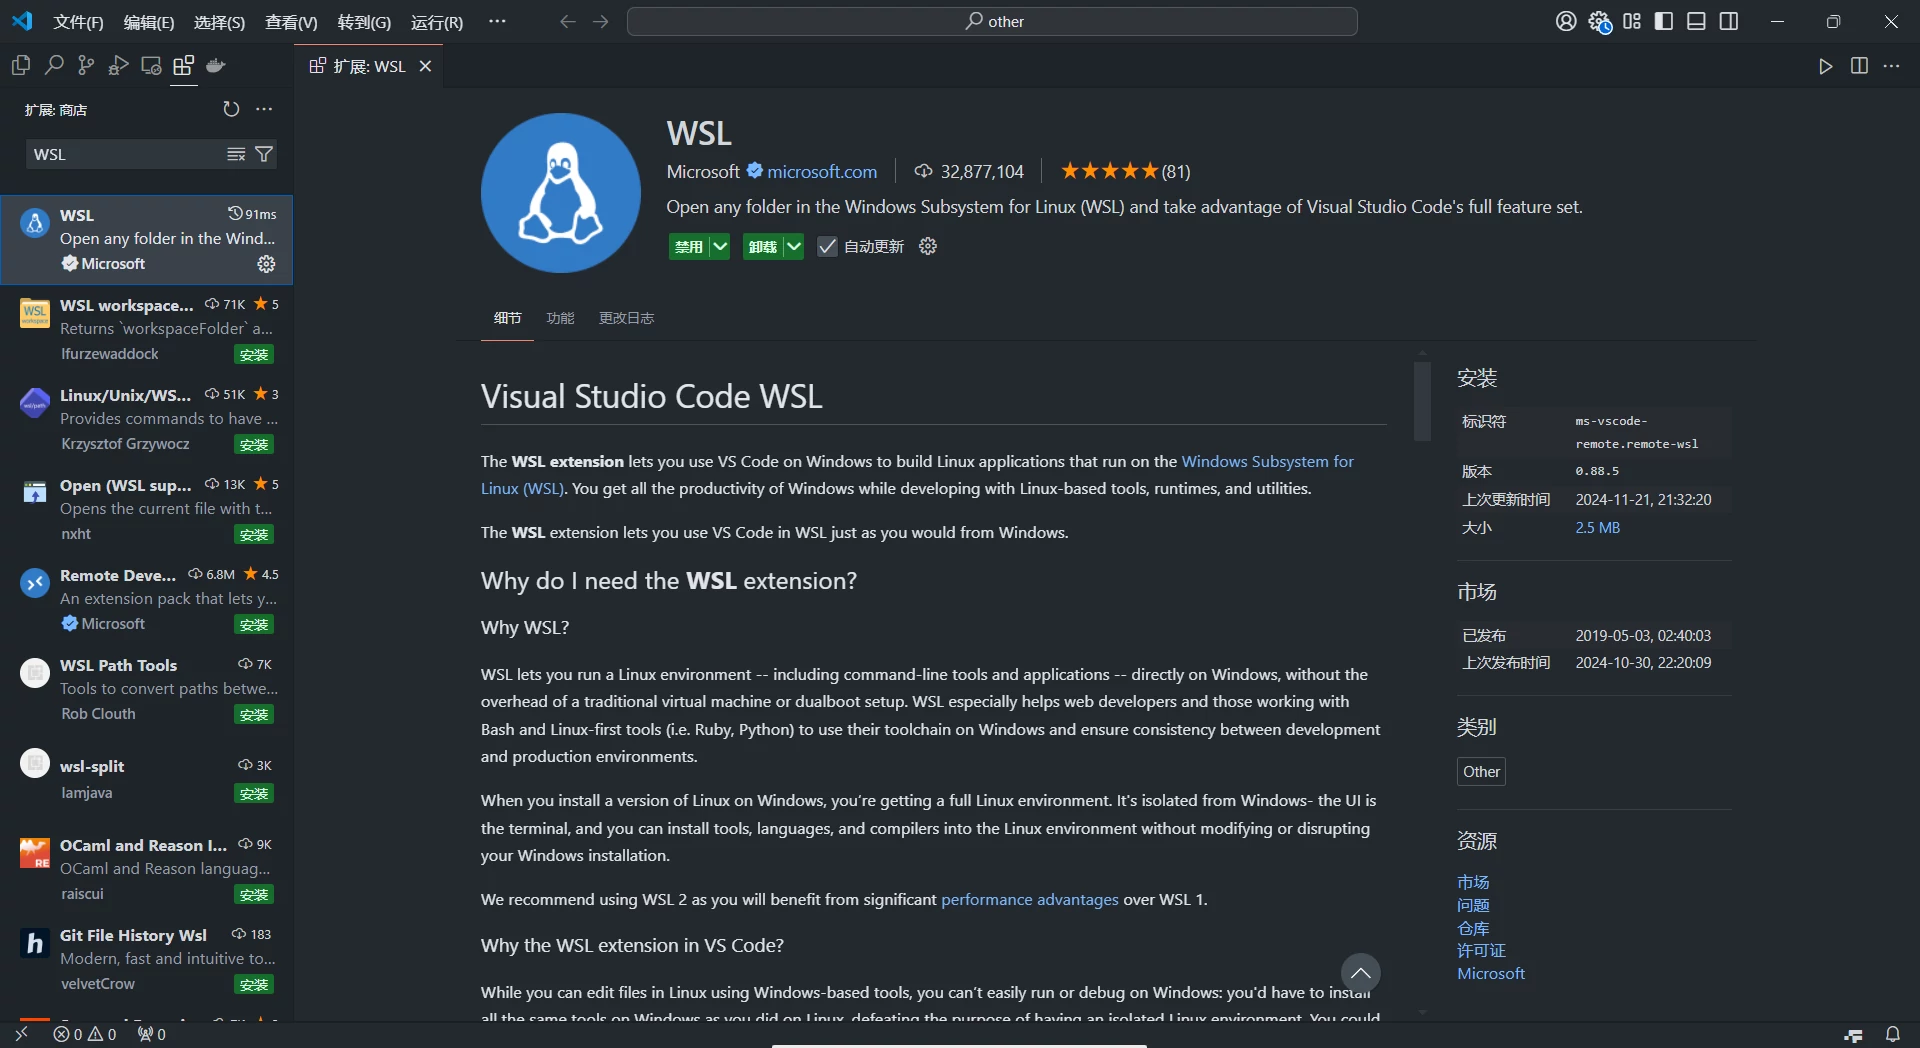 文件(F) 编辑(E) 选择(S) 查看(V) 转到(G) 运行(R) ··· other
扩展: WSL
扩展: 商店
WSL
WSL 91ms
Open any folder in the Wind...
Microsoft
WSL workspace... 71K 5
Returns `workspaceFolder` a...
lfurzewaddock 安装
Linux/Unix/WS... 51K 3
Provides commands to have ...
Krzysztof Grzywocz 安装
Open (WSL sup... 13K 5
Opens the current file with t...
nxht 安装
Remote Deve... 6.8M 4.5
An extension pack that lets y...
Microsoft 安装
WSL Path Tools 7K
Tools to convert paths betwe...
Rob Clouth 安装
wsl-split 3K
Iamjava 安装
OCaml and Reason I... 9K
OCaml and Reason languag...
raiscui 安装
Git File History Wsl 183
Modern, fast and intuitive to...
velvetCrow 安装
WSL
Microsoft microsoft.com 32,877,104 ★★★★★(81)
Open any folder in the Windows Subsystem for Linux (WSL) and take advantage of Visual Studio Code's full feature set.
禁用 卸载 自动更新
细节 功能 更改日志
Visual Studio Code WSL
The WSL extension lets you use VS Code on Windows to build Linux applications that run on the Windows Subsystem for
Linux (WSL). You get all the productivity of Windows while developing with Linux-based tools, runtimes, and utilities.
The WSL extension lets you use VS Code in WSL just as you would from Windows.
Why do I need the WSL extension?
Why WSL?
WSL lets you run a Linux environment -- including command-line tools and applications -- directly on Windows, without the
overhead of a traditional virtual machine or dualboot setup. WSL especially helps web developers and those working with
Bash and Linux-first tools (i.e. Ruby, Python) to use their toolchain on Windows and ensure consistency between development
and production environments.
When you install a version of Linux on Windows, you’re getting a full Linux environment. It's isolated from Windows- the UI is
the terminal, and you can install tools, languages, and compilers into the Linux environment without modifying or disrupting
your Windows installation.
We recommend using WSL 2 as you will benefit from significant performance advantages over WSL 1.
Why the WSL extension in VS Code?
While you can edit files in Linux using Windows-based tools, you can’t easily run or debug on Windows: you'd have to install
all the same tools on Windows as you did on Linux, defeating the purpose of having an isolated Linux environment. You could
安装
标识符 ms-vscode-
remote.remote-wsl
版本 0.88.5
上次更新时间 2024-11-21, 21:32:20
大小 2.5 MB
市场
已发布 2019-05-03, 02:40:03
上次发布时间 2024-10-30, 22:20:09
类别
Other
资源
市场
问题
仓库
许可证
Microsoft
0 0 0